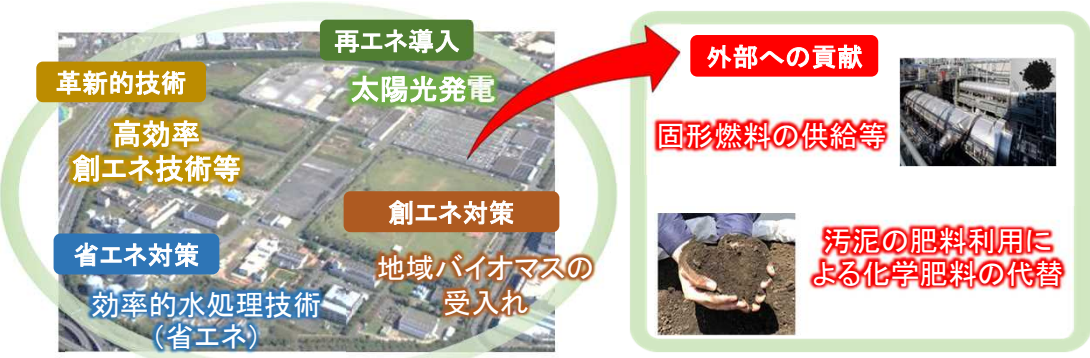 再エネ導入
太陽光発電
革新的技術
高効率
創エネ技術等
創エネ対策
地域バイオマスの
受入れ
省エネ対策
効率的水処理技術
（省エネ）
外部への貢献
固形燃料の供給等
汚泥の肥料利用に
よる化学肥料の代替